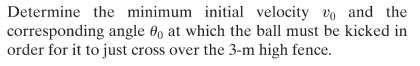 Determine the minimum initial velocity v₀ and the
corresponding angle θ₀ at which the ball must be kicked in
order for it to just cross over the 3-m high fence.